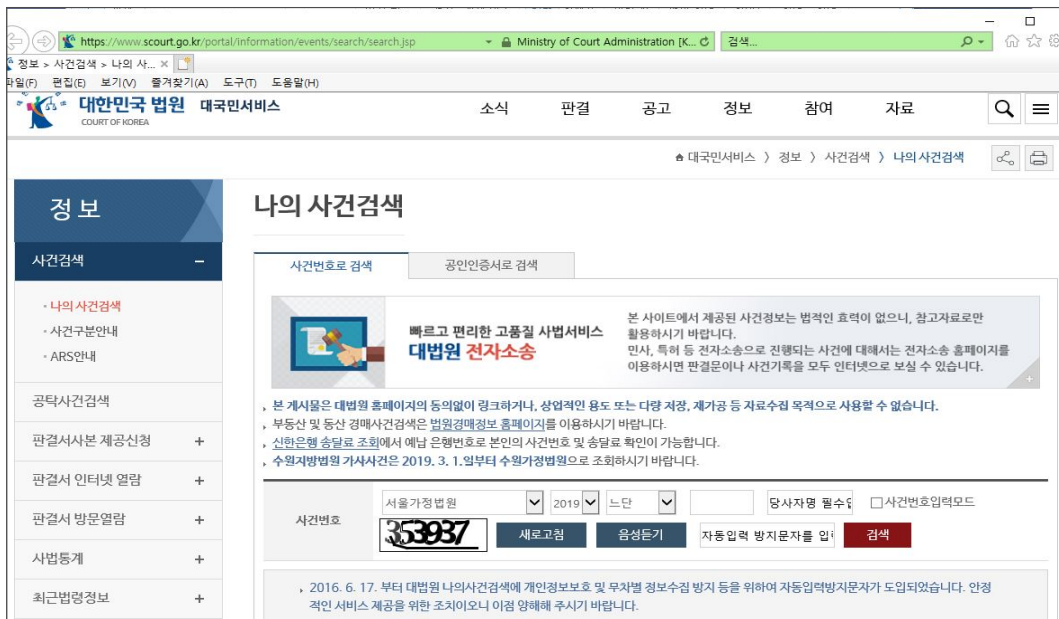 https://www.scourt.go.kr/portal/information/events/search/search.jsp
Ministry of Court Administration [K...
검색...
정보 > 사건검색 > 나의 사...
파일(F) 편집(E) 보기(V) 즐겨찾기(A) 도구(T) 도움말(H)
대한민국 법원 대국민서비스
COURT OF KOREA
소식 판결 공고 정보 참여 자료
대국민서비스 > 정보 > 사건검색 > 나의 사건검색
정보
사건검색
나의 사건검색
사건구분안내
ARS안내
공탁사건검색
판결서사본 제공신청
판결서 인터넷 열람
판결서 방문열람
사법통계
최근법령정보
나의 사건검색
사건번호로 검색 공인인증서로 검색
빠르고 편리한 고품질 사법서비스
대법원 전자소송
본 사이트에서 제공된 사건정보는 법적인 효력이 없으니, 참고자료로만
활용하시기 바랍니다.
민사, 특허 등 전자소송으로 진행되는 사건에 대해서는 전자소송 홈페이지를
이용하시면 판결문이나 사건기록을 모두 인터넷으로 보실 수 있습니다.
본 게시물은 대법원 홈페이지의 동의없이 링크하거나, 상업적인 용도 또는 다량 저장, 재가공 등 자료수집 목적으로 사용할 수 없습니다.
부동산 및 동산 경매사건검색은 법원경매정보 홈페이지를 이용하시기 바랍니다.
신한은행 송달료 조회에서 예납 은행번호로 본인의 사건번호 및 송달료 확인이 가능합니다.
수원지방법원 가사사건은 2019. 3. 1.일부터 수원가정법원으로 조회하시기 바랍니다.
사건번호
서울가정법원 2019 느단 당사자명 필수입 사건번호입력모드
353937 새로고침 음성듣기 자동입력 방지문자를 입력 검색
2016. 6. 17. 부터 대법원 나의사건검색에 개인정보보호 및 무차별 정보수집 방지 등을 위하여 자동입력방지문자가 도입되었습니다. 안정
적인 서비스 제공을 위한 조치이오니 이점 양해해 주시기 바랍니다.